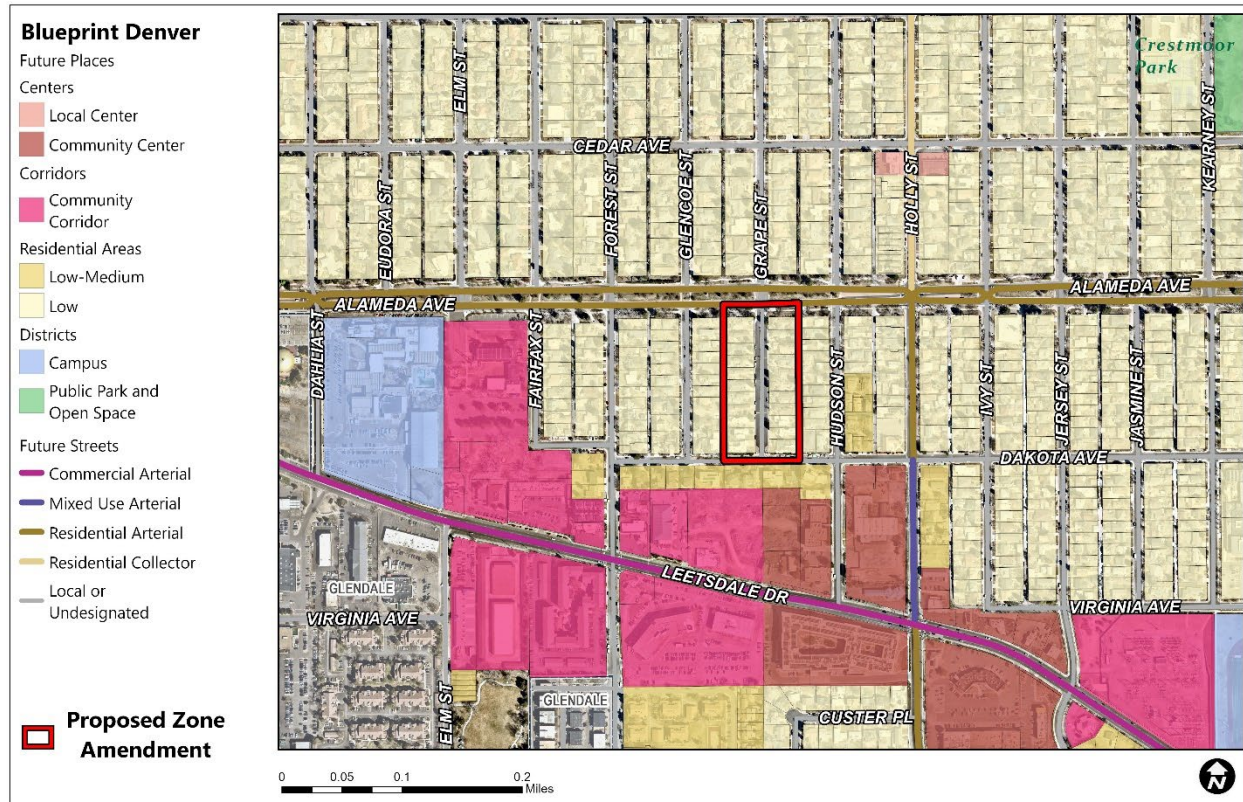 Blueprint Denver
Future Places
Centers
Local Center
Community Center
Corridors
Community
Corridor
Residential Areas
Low-Medium
Low
Districts
Campus
Public Park and
Open Space
Future Streets
Commercial Arterial
Mixed Use Arterial
Residential Arterial
Residential Collector
Local or
Undesignated
Proposed Zone
Amendment
Crestmoor
Park
ELM ST
KEARNEY ST
CEDAR AVE
EUDORA ST
FOREST ST
GLENCOE ST
GRAPE ST
HOLLY ST
ALAMEDA AVE
ALAMEDA AVE
DAHLIA ST
FAIRFAX ST
HUDSON ST
IVY ST
JERSEY ST
JASMINE ST
DAKOTA AVE
LEETSDALE DR
GLENDALE
VIRGINIA AVE
VIRGINIA AVE
ELM ST
GLENDALE
CUSTER PL
0 0.05 0.1 0.2
Miles
N